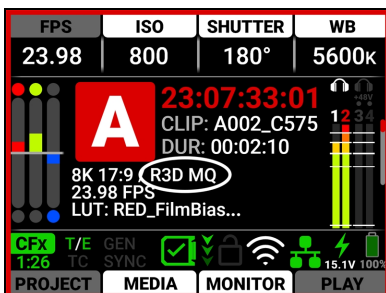 FPS ISO SHUTTER WB
23.98 800 180° 5600K
A
23:07:33:01
CLIP: A002_C575
DUR: 00:02:10
+48V
1 2 3 4
8K 17:9 / R3D MQ
23.98 FPS
LUT: RED_FilmBias...
CFx T/E GEN
1:26 TC SYNC
15.1V 100%
PROJECT MEDIA MONITOR PLAY